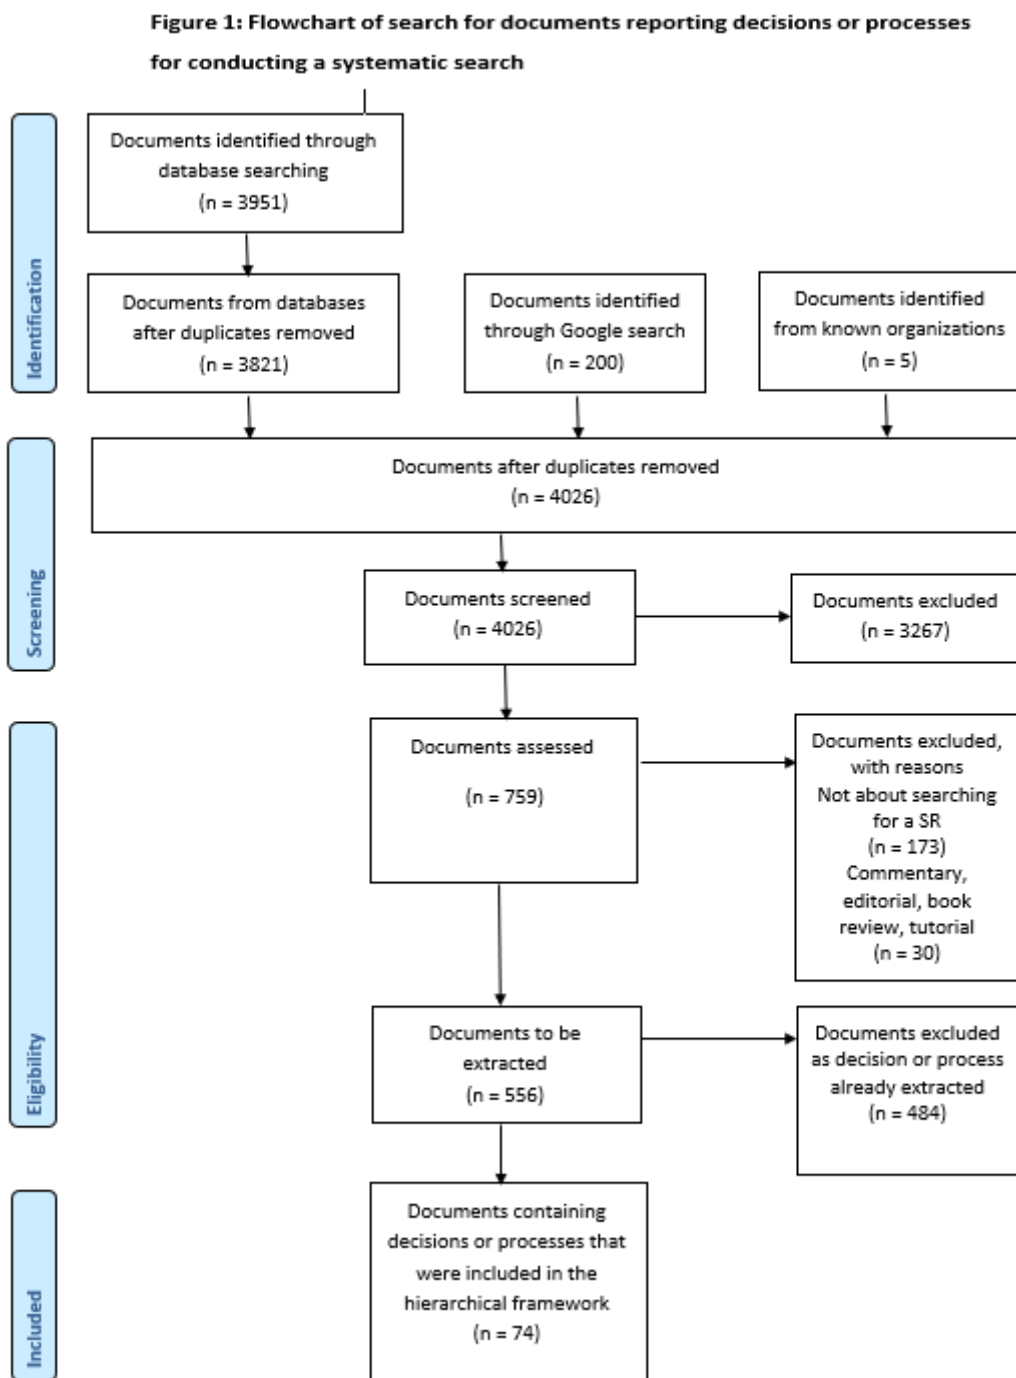 Figure 1: Flowchart of search for documents reporting decisions or processes
for conducting a systematic search
Identification
Documents identified through
database searching
(n = 3951)
Documents from databases
after duplicates removed
(n = 3821)
Documents identified
through Google search
(n = 200)
Documents identified
from known organizations
(n = 5)
Screening
Documents after duplicates removed
(n = 4026)
Documents screened
(n = 4026)
Documents excluded
(n = 3267)
Eligibility
Documents assessed
(n = 759)
Documents excluded,
with reasons
Not about searching
for a SR
(n = 173)
Commentary,
editorial, book
review, tutorial
(n = 30)
Documents to be
extracted
(n = 556)
Documents excluded
as decision or process
already extracted
(n = 484)
Included
Documents containing
decisions or processes that
were included in the
hierarchical framework
(n = 74)